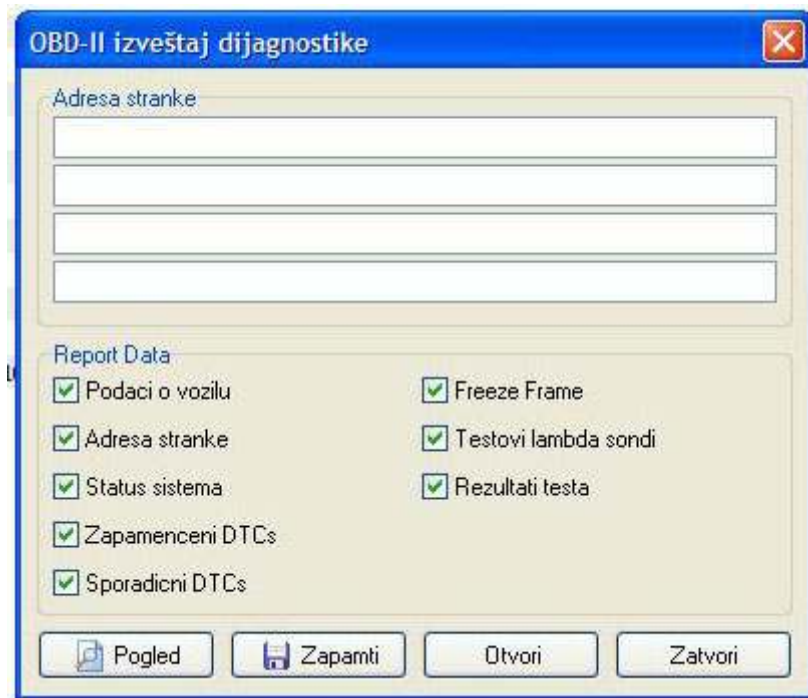 OBD-II izveštaj dijagnostike
Adresa stranke
Report Data
Podaci o vozilu
Freeze Frame
Adresa stranke
Testovi lambda sondi
Status sistema
Rezultati testa
Zapamenceni DTCs
Sporadicni DTCs
Pogled
Zapamti
Otvori
Zatvori